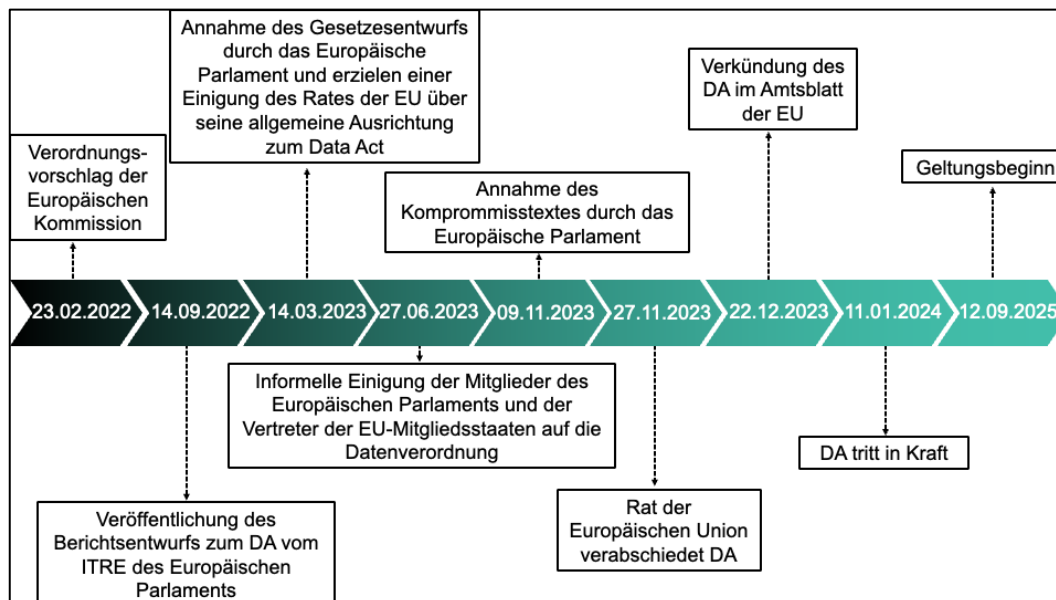 Verordnungs-
vorschlag der
Europäischen
Kommission
Annahme des Gesetzesentwurfs
durch das Europäische
Parlament und erzielen einer
Einigung des Rates der EU über
seine allgemeine Ausrichtung
zum Data Act
Annahme des
Komprommisstextes durch das
Europäische Parlament
Verkündung des
DA im Amtsblatt
der EU
Geltungsbeginn
23.02.2022 14.09.2022 14.03.2023 27.06.2023 09.11.2023 27.11.2023 22.12.2023 11.01.2024 12.09.2025
Veröffentlichung des
Berichtsentwurfs zum DA vom
ITRE des Europäischen
Parlaments
Informelle Einigung der Mitglieder des
Europäischen Parlaments und der
Vertreter der EU-Mitgliedsstaaten auf die
Datenverordnung
Rat der
Europäischen Union
verabschiedet DA
DA tritt in Kraft